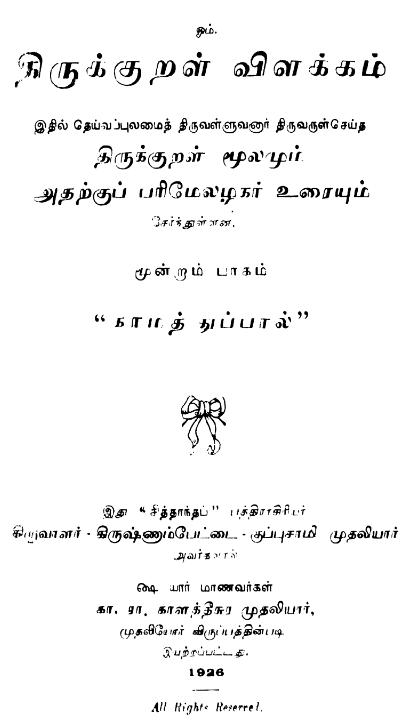 ஓம்.
திருக்குறள் விளக்கம்
இதில் தெய்வப்புலமைத் திருவள்ளுவனார் திருவருள்செய்த
திருக்குறள் மூலமும்
அதற்குப் பரிமேலழகர் உரையும்
சேர்ந்துள்ளன.
மூன்றாம் பாகம்
“காமத்துப்பால்”
இது “சித்தாந்தப்” பத்திராகிரியர்
திருவாளர் - கிருஷ்ணம்பேட்டை - குப்புசாமி முதலியார்
அவர்களால்
ஷை யார் மாணவர்கள்
கா. ரா. காளத்தீசுர முதலியார்,
முதலியோர் விருப்பத்தின்படி
இயற்றப்பட்டது.
1926
All Rights Reserved.